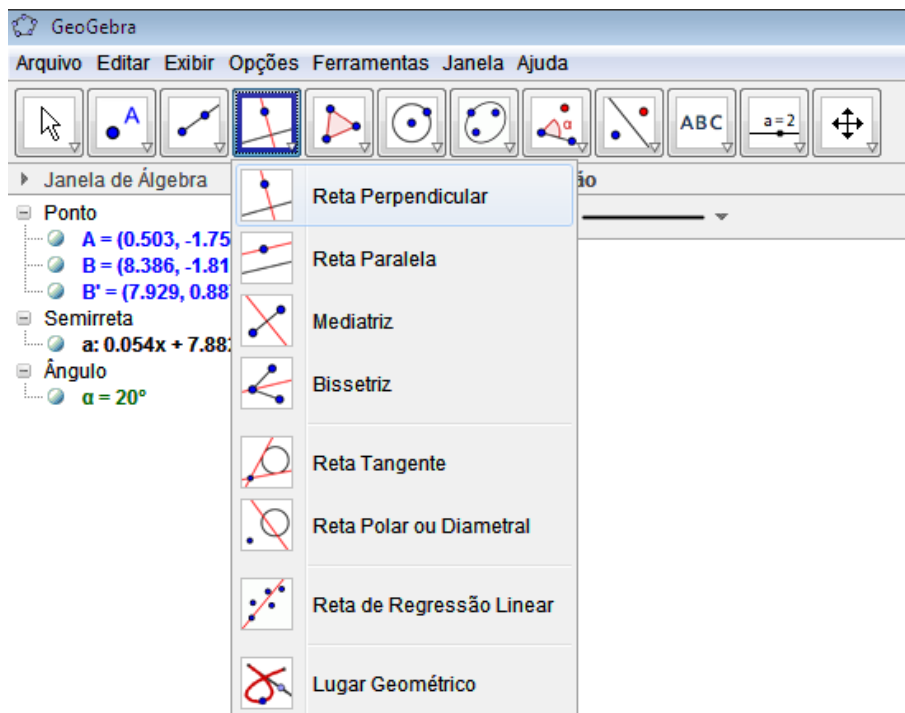 GeoGebra
Arquivo Editar Exibir Opções Ferramentas Janela Ajuda
A α ABC a=2
Janela de Álgebra
Ponto
A = (0.503, -1.75
B = (8.386, -1.81
B' = (7.929, 0.88
Semirreta
a: 0.054x + 7.882
Ângulo
α = 20°
Reta Perpendicular
Reta Paralela
Mediatriz
Bissetriz
Reta Tangente
Reta Polar ou Diametral
Reta de Regressão Linear
Lugar Geométrico